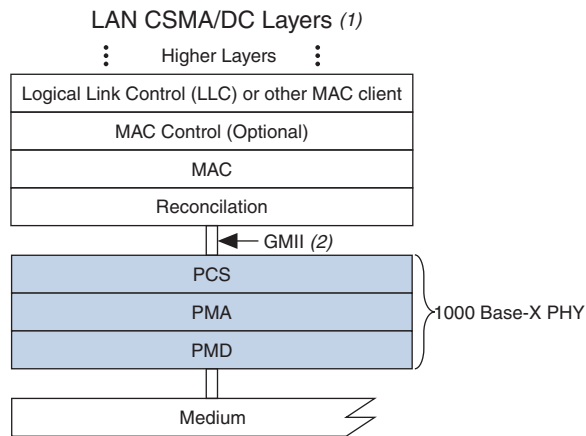 LAN CSMA/DC Layers (1)
Higher Layers
Logical Link Control (LLC) or other MAC client
MAC Control (Optional)
MAC
Reconcilation
GMII (2)
PCS
PMA
PMD
1000 Base-X PHY
Medium